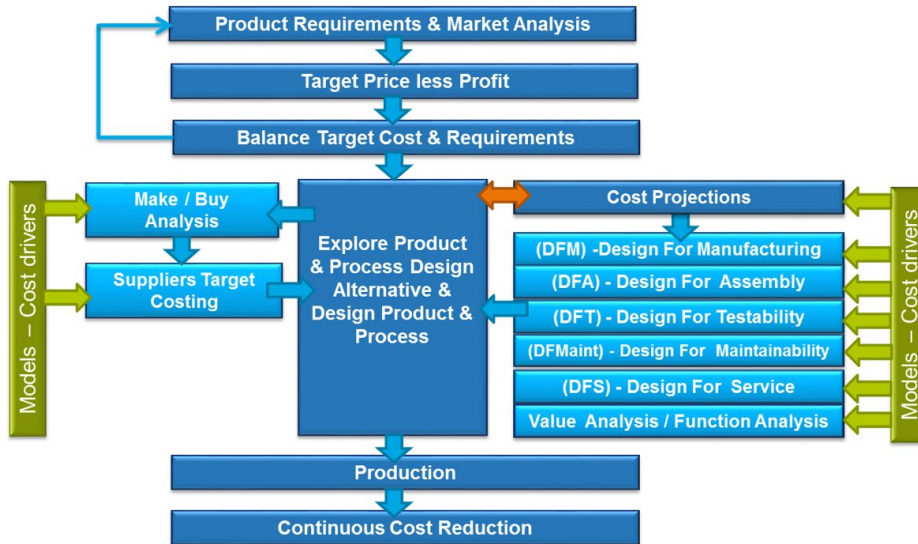 Product Requirements & Market Analysis
Target Price less Profit
Balance Target Cost & Requirements
Models – Cost drivers
Make / Buy
Analysis
Suppliers Target
Costing
Explore Product
& Process Design
Alternative &
Design Product &
Process
Cost Projections
(DFM) -Design For Manufacturing
(DFA) - Design For Assembly
(DFT) - Design For Testability
(DFMaint) - Design For Maintainability
(DFS) - Design For Service
Value Analysis / Function Analysis
Models – Cost drivers
Production
Continuous Cost Reduction